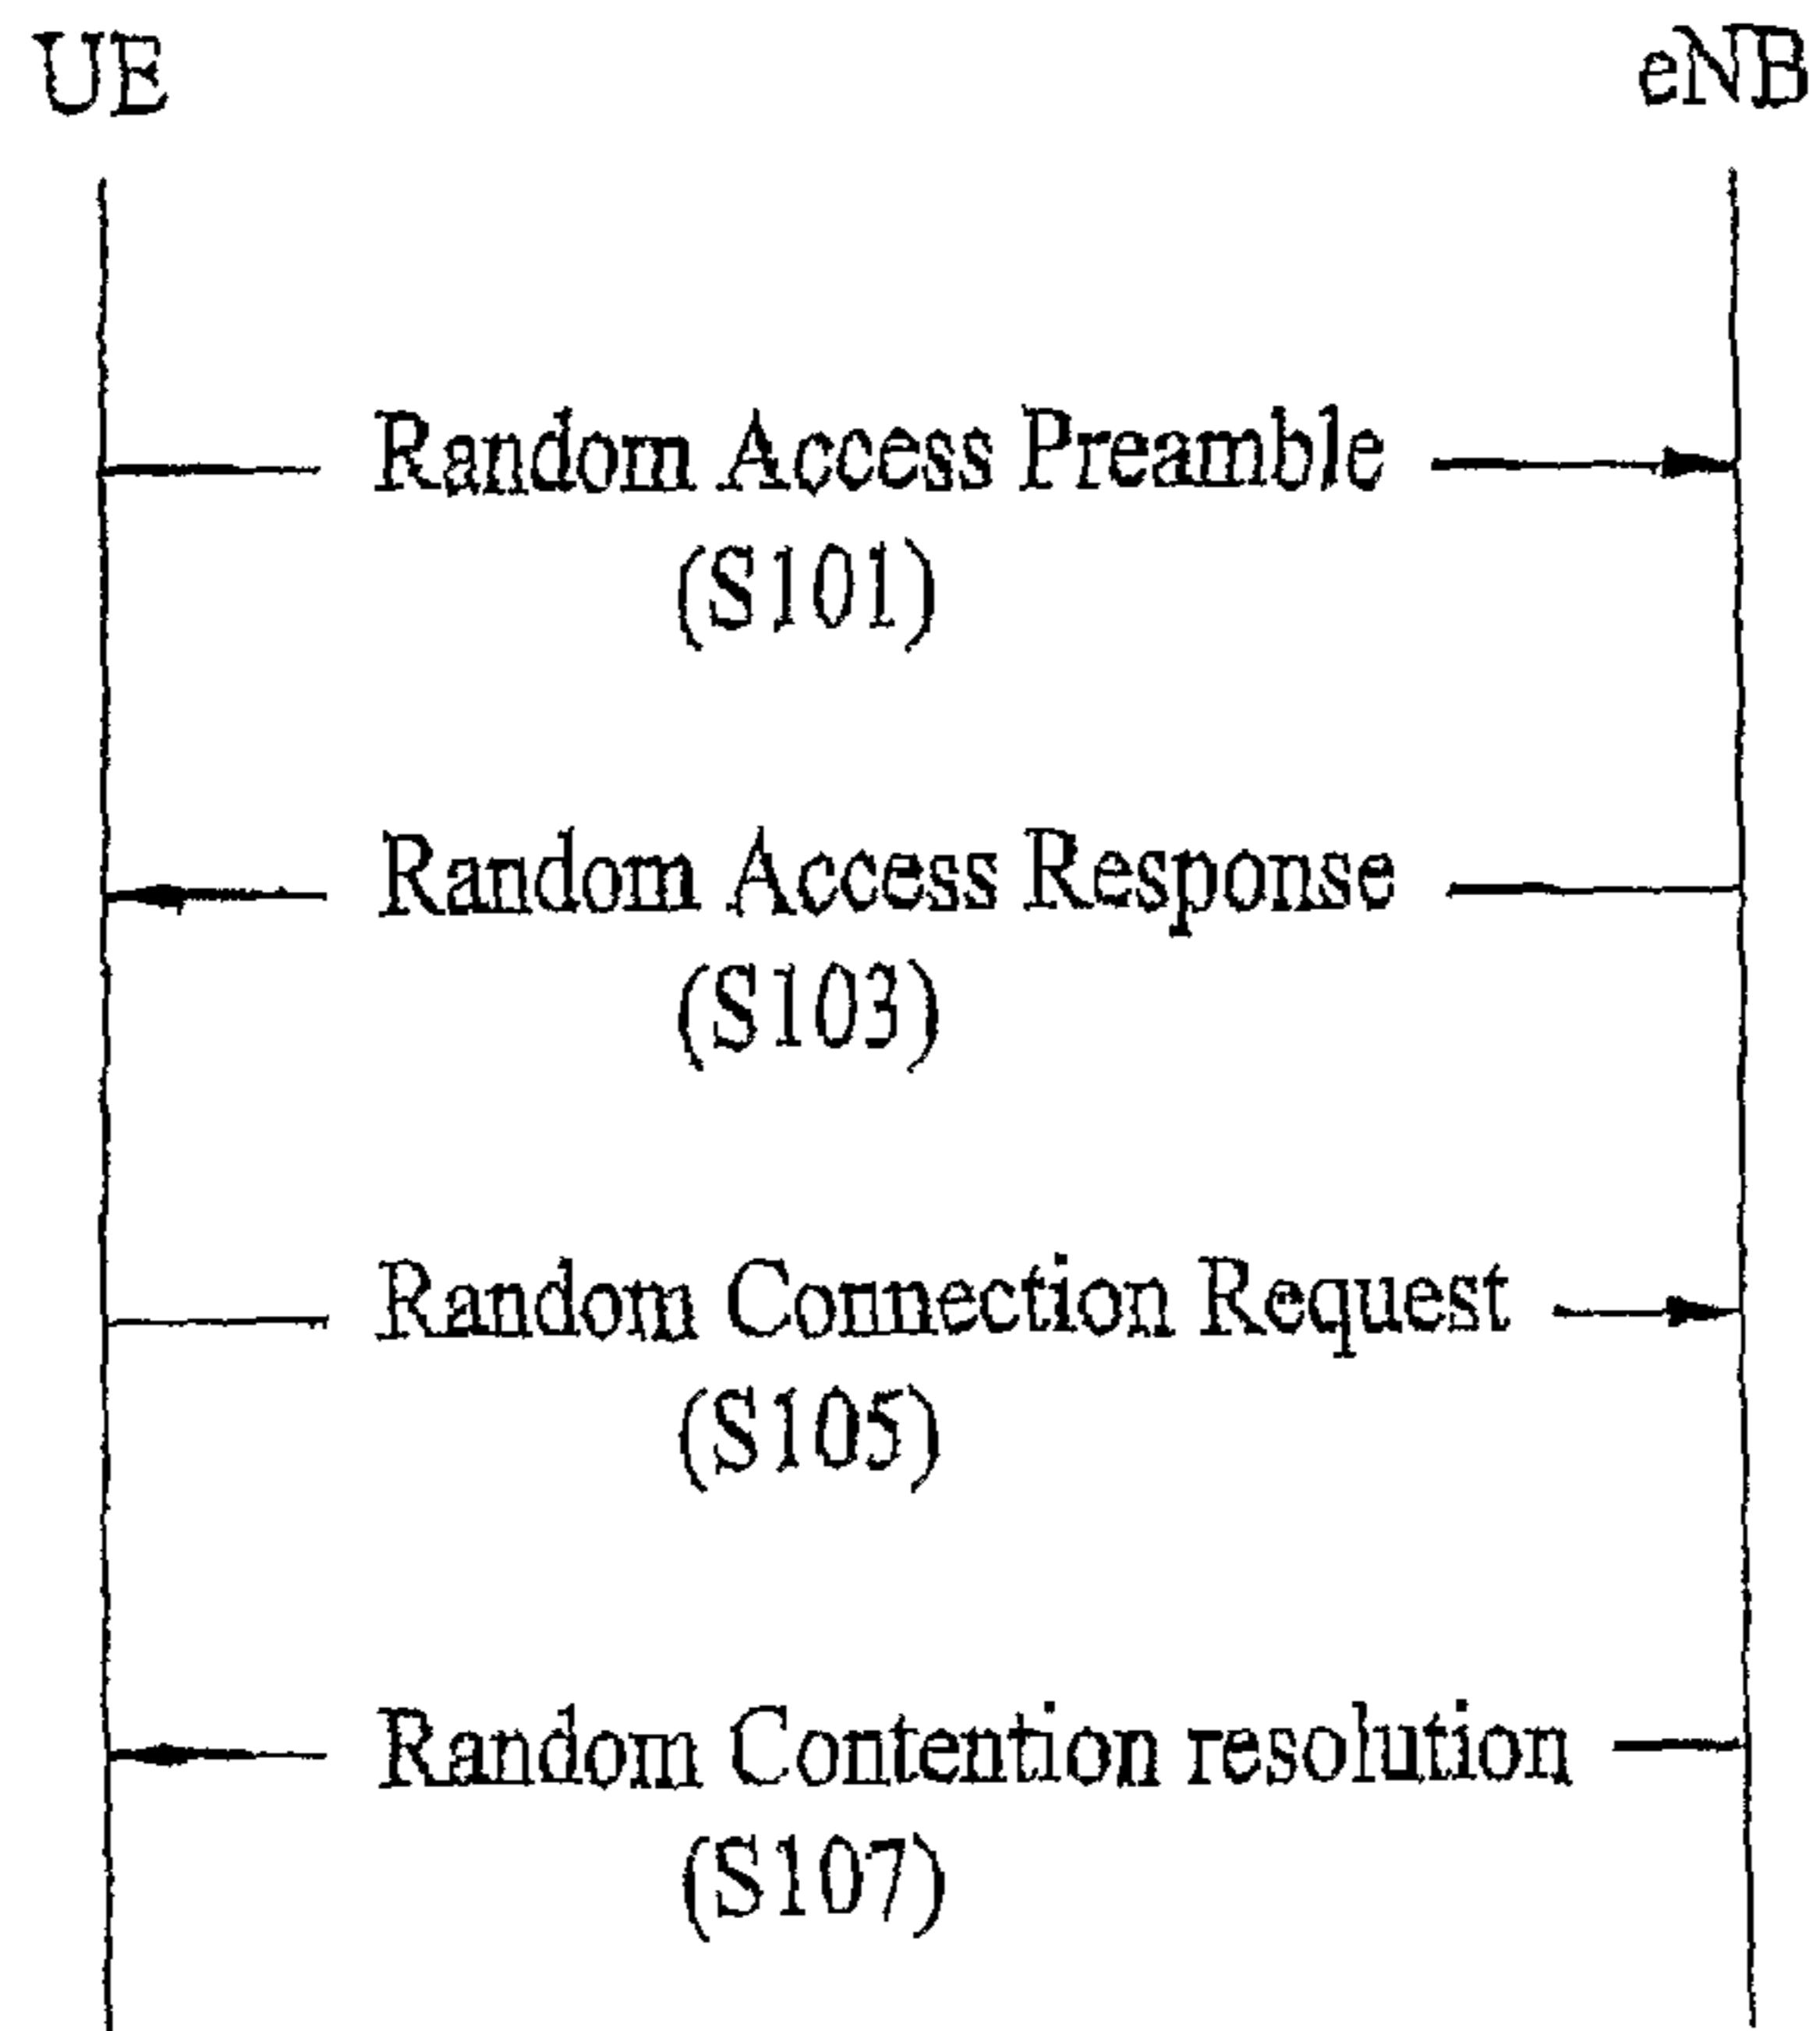 UE eNB
Random Access Preamble
(S101)
Random Access Response
(S103)
Random Connection Request
(S105)
Random Contention resolution
(S107)